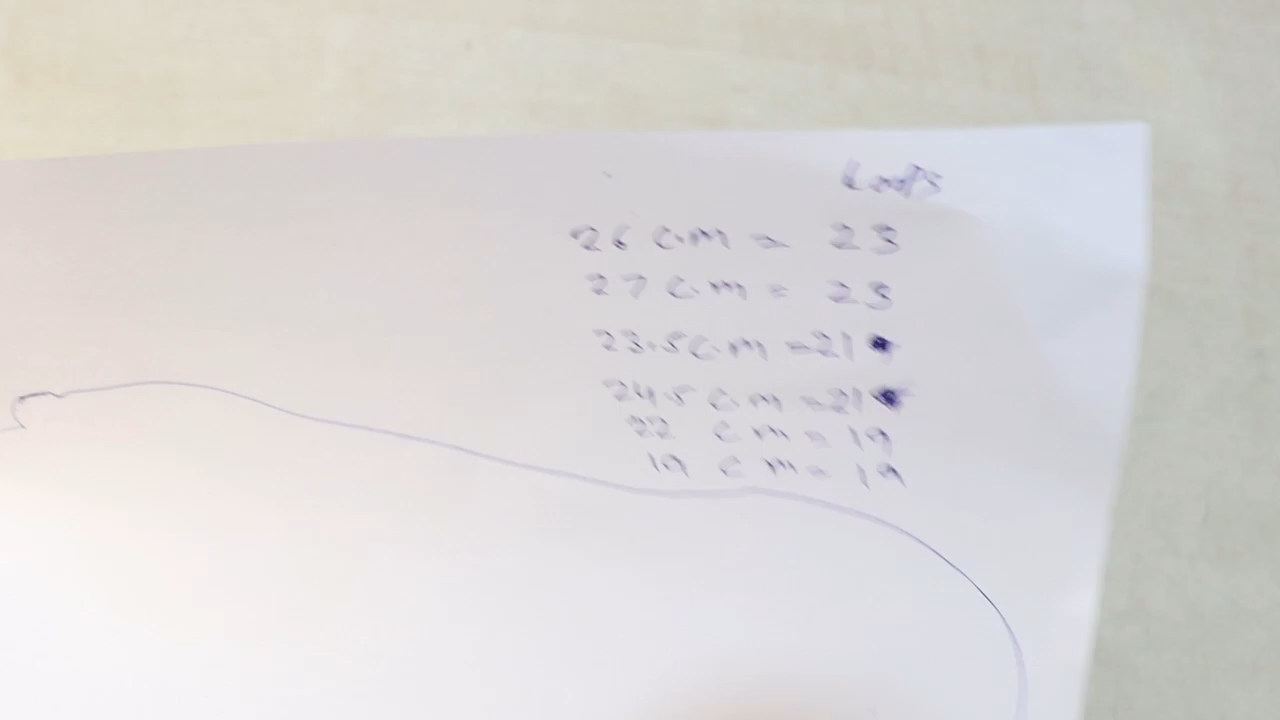 Loops
26 cm = 23
27 cm = 23
23.5 cm = 21
24.5 cm = 21
22 cm = 19
19 cm = 19